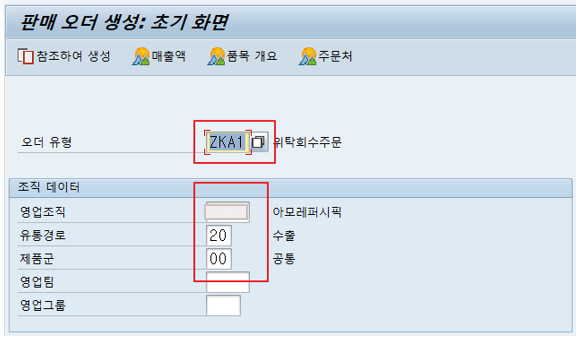 판매 오더 생성: 초기 화면
참조하여 생성 매출액 품목 개요 주문처
오더 유형 ZKA1 위탁회수주문
조직 데이터
영업조직 아모레퍼시픽
유통경로 20 수출
제품군 00 공통
영업팀
영업그룹